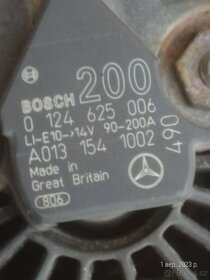 BOSCH 200
0 124 625 006
LI-E10→14V 90-200A
A013 154 1002
490
Made in
Great Britain
806
1 вер. 2023 р.